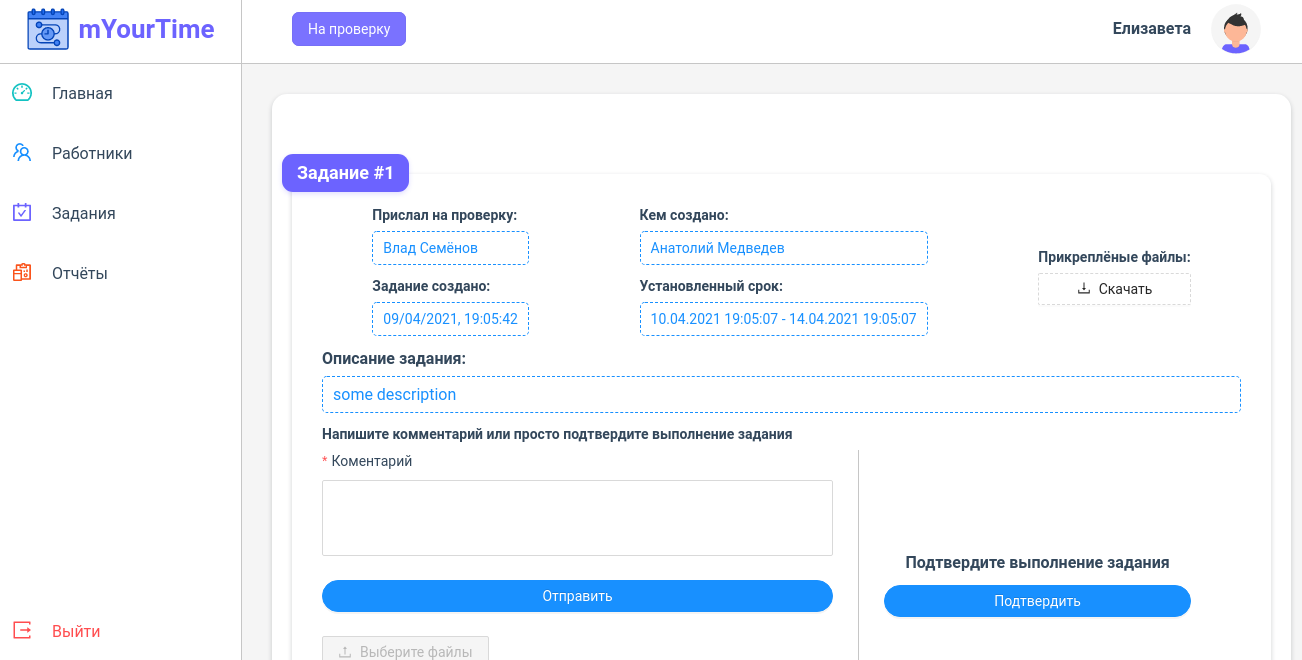 mYourTime
На проверку
Елизавета
Главная
Работники
Задания
Отчёты
Выйти
Задание #1
Прислал на проверку:
Влад Семёнов
Кем создано:
Анатолий Медведев
Задание создано:
09/04/2021, 19:05:42
Установленный срок:
10.04.2021 19:05:07 - 14.04.2021 19:05:07
Прикреплёные файлы:
Скачать
Описание задания:
some description
Напишите комментарий или просто подтвердите выполнение задания
* Коментарий
Отправить
Выберите файлы
Подтвердите выполнение задания
Подтвердить